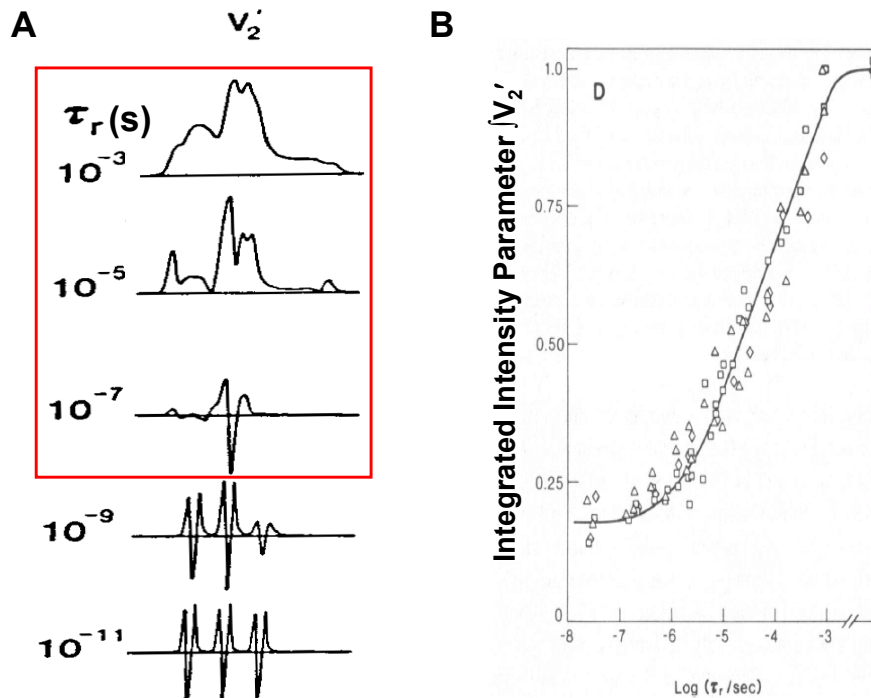 A
V₂′
τᵣ (s)
10⁻³
10⁻⁵
10⁻⁷
10⁻⁹
10⁻¹¹
B
Integrated Intensity Parameter ∫V₂′
D
1.0
0.75
0.50
0.25
0
-8 -7 -6 -5 -4 -3
Log (τᵣ/sec)